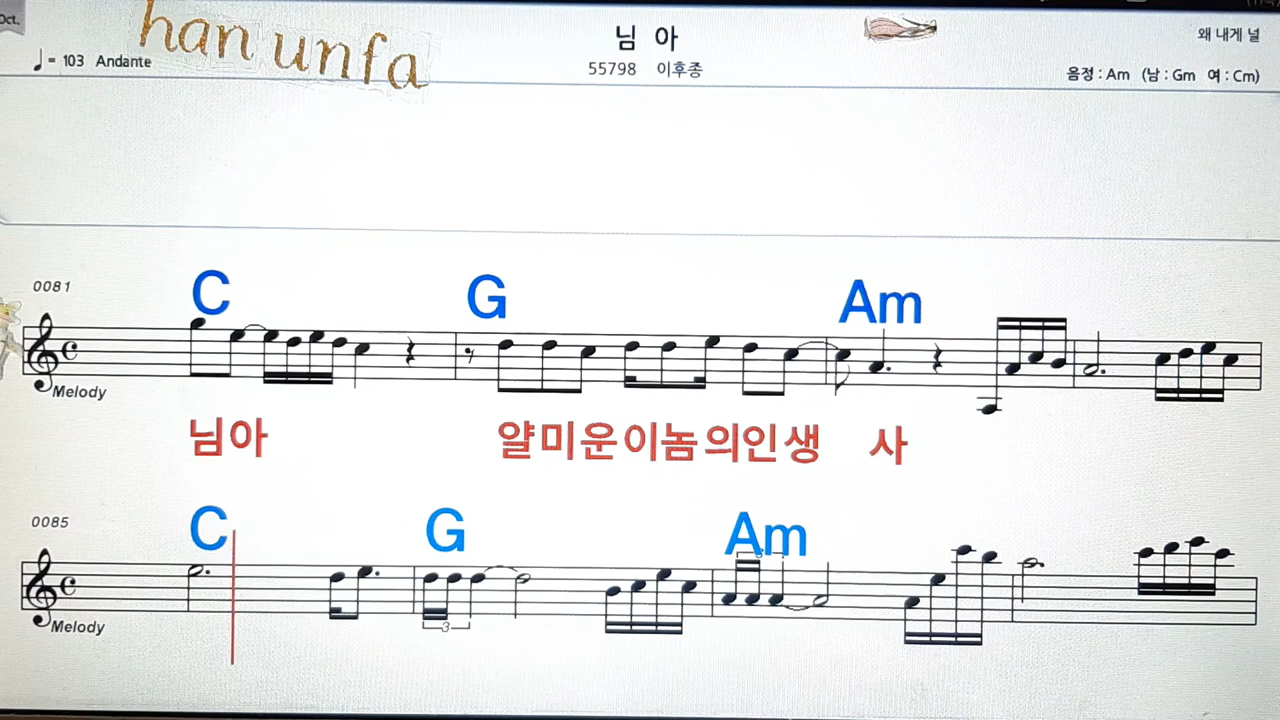 Oct.
han unfa
님 아
왜 내게 널
♩= 103 Andante
55798 이후종
음정 : Am (남 : Gm 여 : Cm)
0081
C G Am
Melody
님아 얄미운이놈의인생 사
0085
C G Am
3
Melody
3